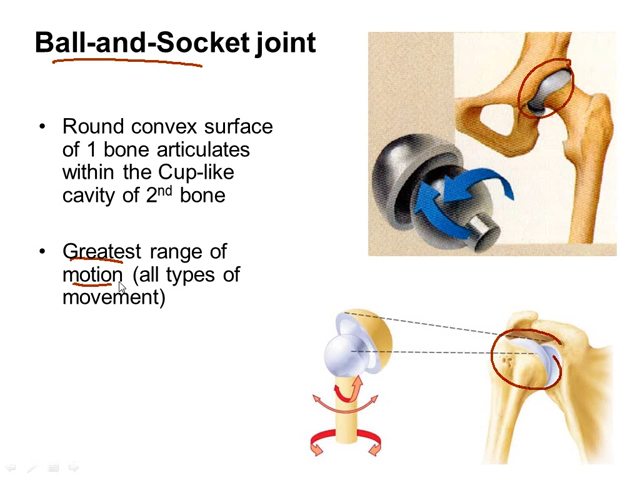 Ball-and-Socket joint
• Round convex surface
of 1 bone articulates
within the Cup-like
cavity of 2nd bone
• Greatest range of
motion (all types of
movement)